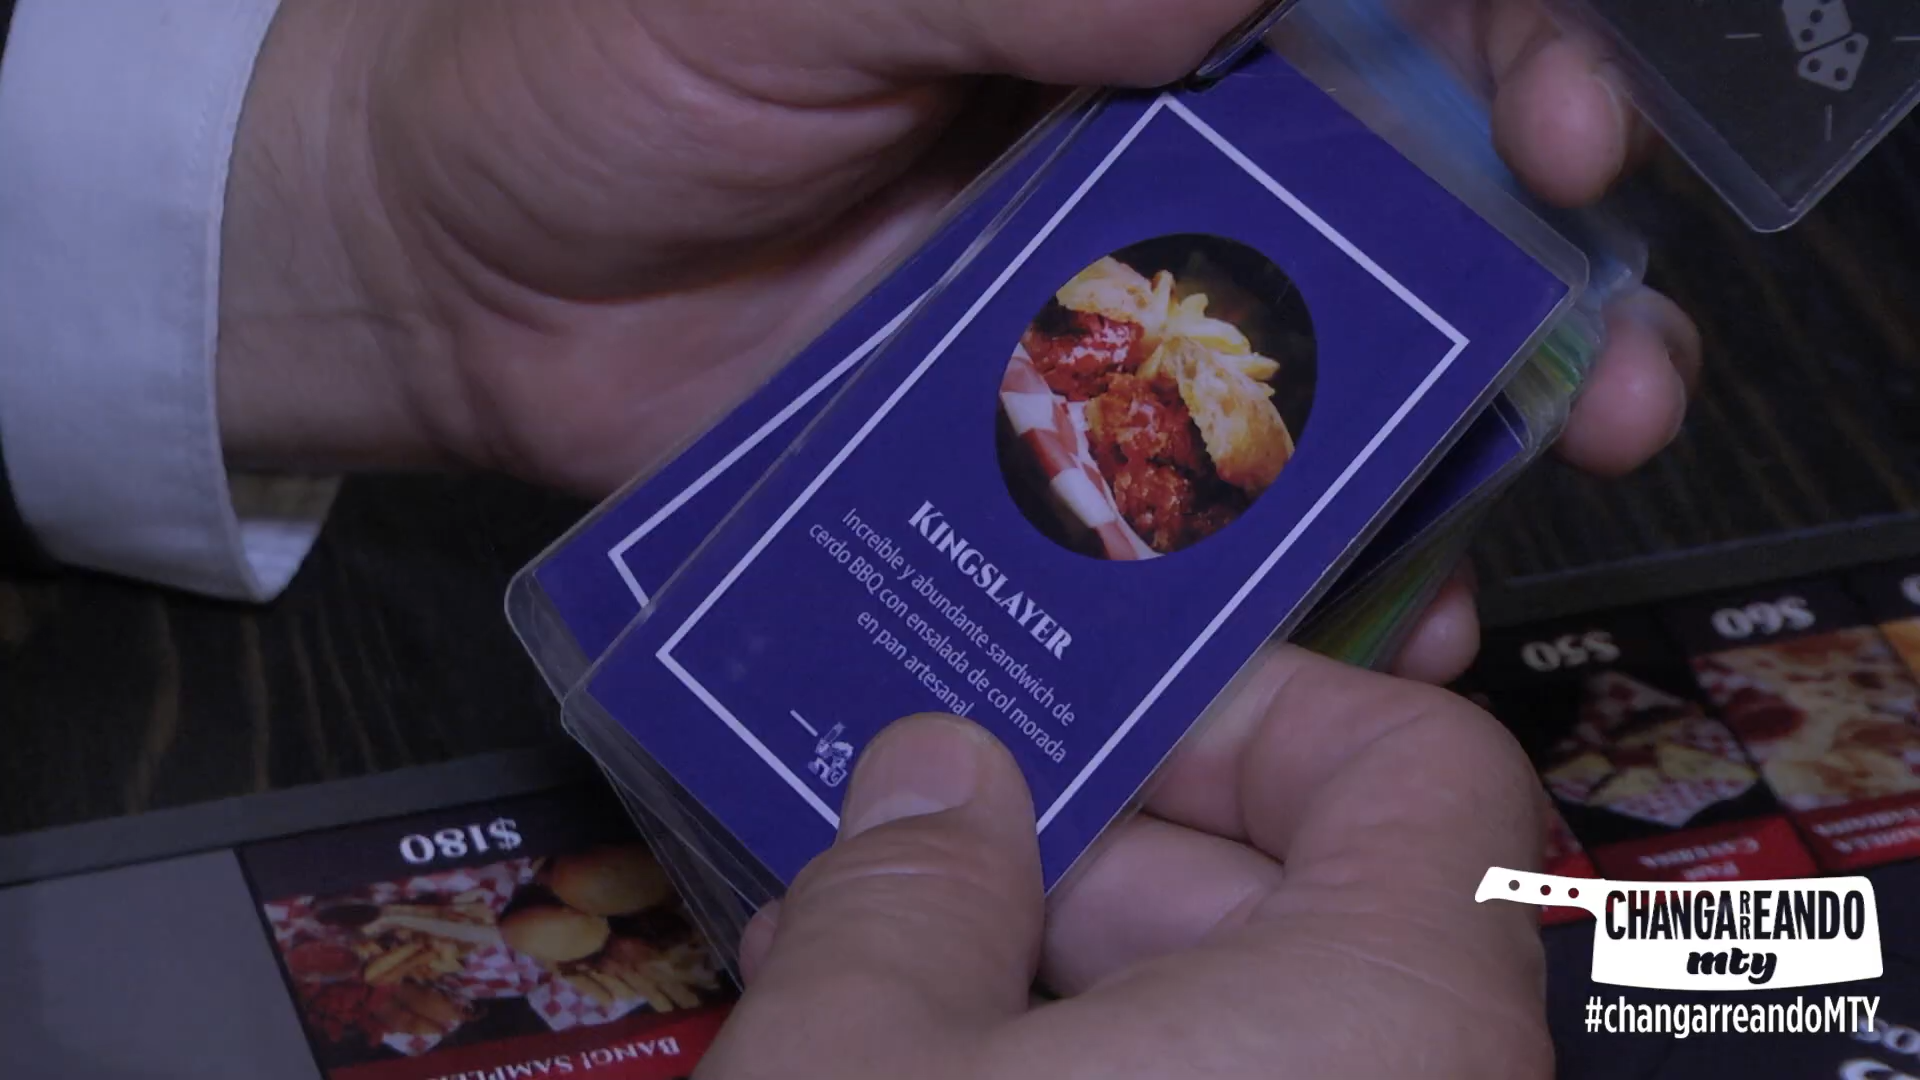 KINGSLAYER
Increíble y abundante sandwich de
cerdo BBQ con ensalada de col morada
en pan artesanal
$180
BANG! SAMPLER
$50
$60
CHANGARREANDO
mty
#changarreandoMTY